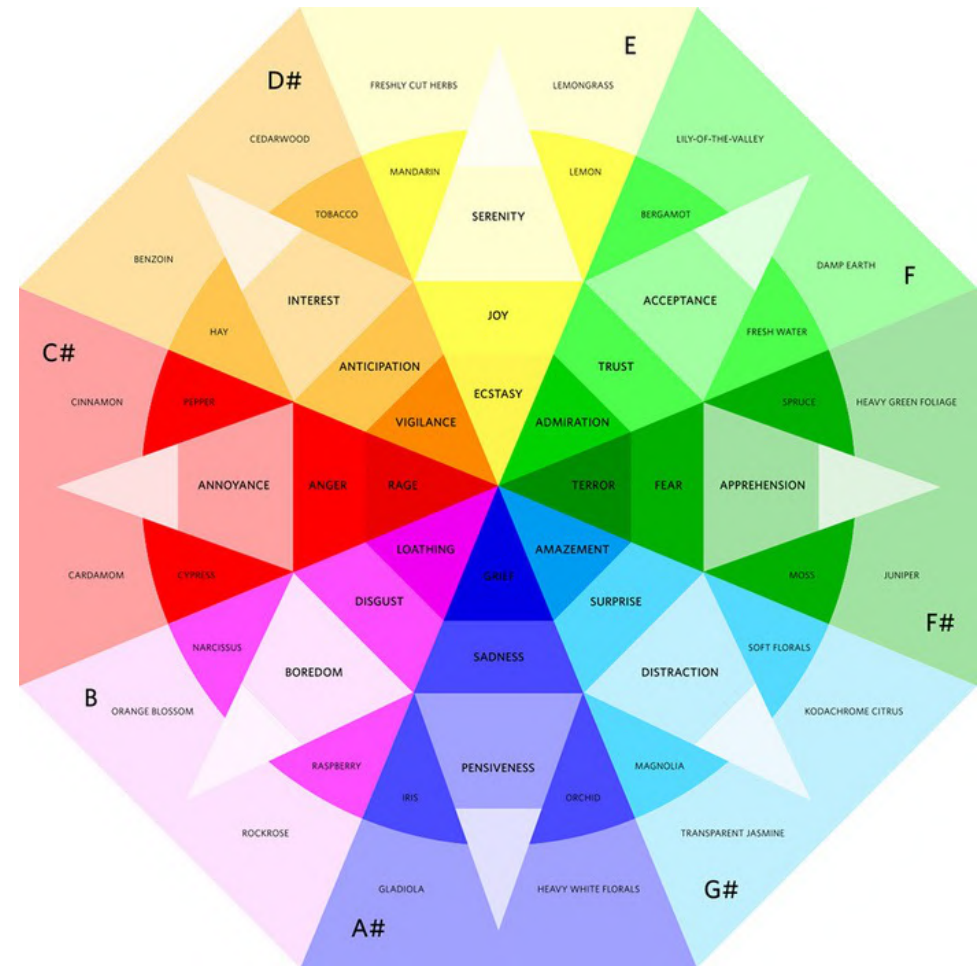 E
D#
FRESHLY CUT HERBS
LEMONGRASS
CEDARWOOD
LILY-OF-THE-VALLEY
MANDARIN
LEMON
TOBACCO
SERENITY
BERGAMOT
BENZOIN
DAMP EARTH
F
INTEREST
ACCEPTANCE
JOY
HAY
FRESH WATER
C#
ANTICIPATION
TRUST
ECSTASY
CINNAMON
PEPPER
SPRUCE
HEAVY GREEN FOLIAGE
VIGILANCE
ADMIRATION
ANNOYANCE
ANGER
RAGE
TERROR
FEAR
APPREHENSION
LOATHING
AMAZEMENT
CARDAMOM
CYPRESS
GRIEF
MOSS
JUNIPER
DISGUST
SURPRISE
F#
NARCISSUS
SOFT FLORALS
SADNESS
BOREDOM
DISTRACTION
B
ORANGE BLOSSOM
KODACHROME CITRUS
RASPBERRY
PENSIVENESS
MAGNOLIA
IRIS
ORCHID
ROCKROSE
TRANSPARENT JASMINE
GLADIOLA
HEAVY WHITE FLORALS
G#
A#